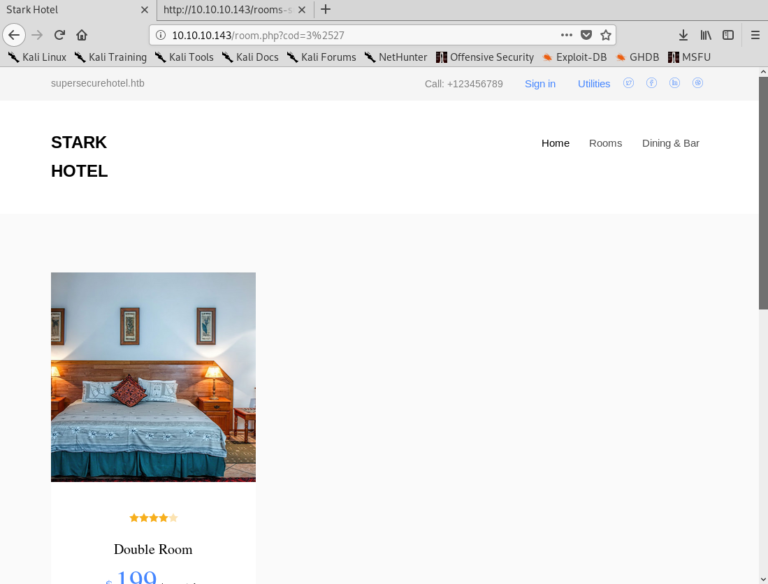 Stark Hotel
http://10.10.10.143/rooms-s
10.10.10.143/room.php?cod=3%2527
Kali Linux Kali Training Kali Tools Kali Docs Kali Forums NetHunter Offensive Security Exploit-DB GHDB MSFU
supersecurehotel.htb Call: +123456789 Sign in Utilities
STARK
HOTEL
Home Rooms Dining & Bar
Double Room
199